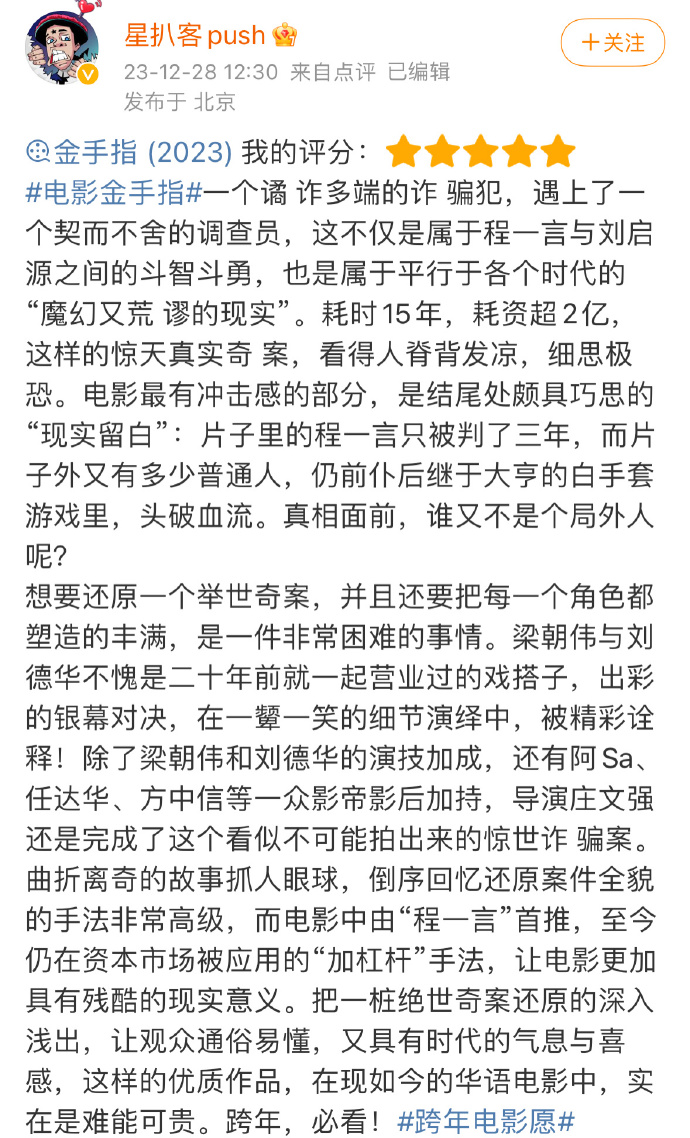 星扒客push
＋关注
23-12-28 12:30 来自点评 已编辑
发布于 北京
金手指 (2023) 我的评分：
#电影金手指#一个谲 诈多端的诈 骗犯，遇上了一
个契而不舍的调查员，这不仅是属于程一言与刘启
源之间的斗智斗勇，也是属于平行于各个时代的
“魔幻又荒 谬的现实”。耗时15年，耗资超2亿，
这样的惊天真实奇 案，看得人脊背发凉，细思极
恐。电影最有冲击感的部分，是结尾处颇具巧思的
“现实留白”：片子里的程一言只被判了三年，而片
子外又有多少普通人，仍前仆后继于大亨的白手套
游戏里，头破血流。真相面前，谁又不是个局外人
呢？
想要还原一个举世奇案，并且还要把每一个角色都
塑造的丰满，是一件非常困难的事情。梁朝伟与刘
德华不愧是二十年前就一起营业过的戏搭子，出彩
的银幕对决，在一颦一笑的细节演绎中，被精彩诠
释！除了梁朝伟和刘德华的演技加成，还有阿Sa、
任达华、方中信等一众影帝影后加持，导演庄文强
还是完成了这个看似不可能拍出来的惊世诈 骗案。
曲折离奇的故事抓人眼球，倒序回忆还原案件全貌
的手法非常高级，而电影中由“程一言”首推，至今
仍在资本市场被应用的“加杠杆”手法，让电影更加
具有残酷的现实意义。把一桩绝世奇案还原的深入
浅出，让观众通俗易懂，又具有时代的气息与喜
感，这样的优质作品，在现如今的华语电影中，实
在是难能可贵。跨年，必看！#跨年电影愿#